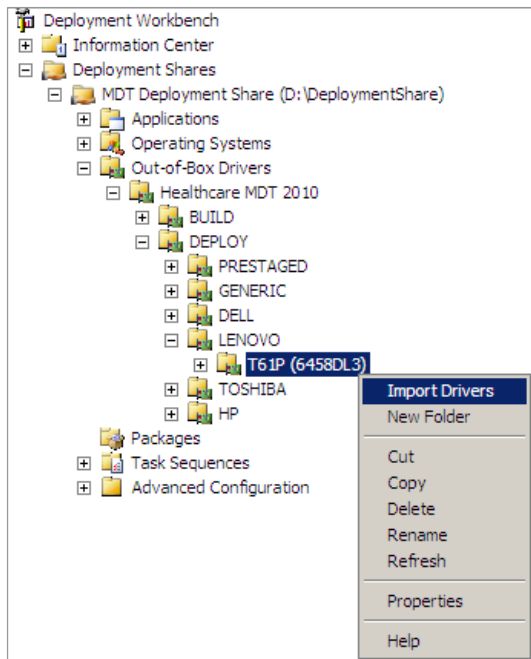 Deployment Workbench
Information Center
Deployment Shares
MDT Deployment Share (D:\DeploymentShare)
Applications
Operating Systems
Out-of-Box Drivers
Healthcare MDT 2010
BUILD
DEPLOY
PRESTAGED
GENERIC
DELL
LENOVO
T61P (6458DL3)
TOSHIBA
HP
Packages
Task Sequences
Advanced Configuration
Import Drivers
New Folder
Cut
Copy
Delete
Rename
Refresh
Properties
Help